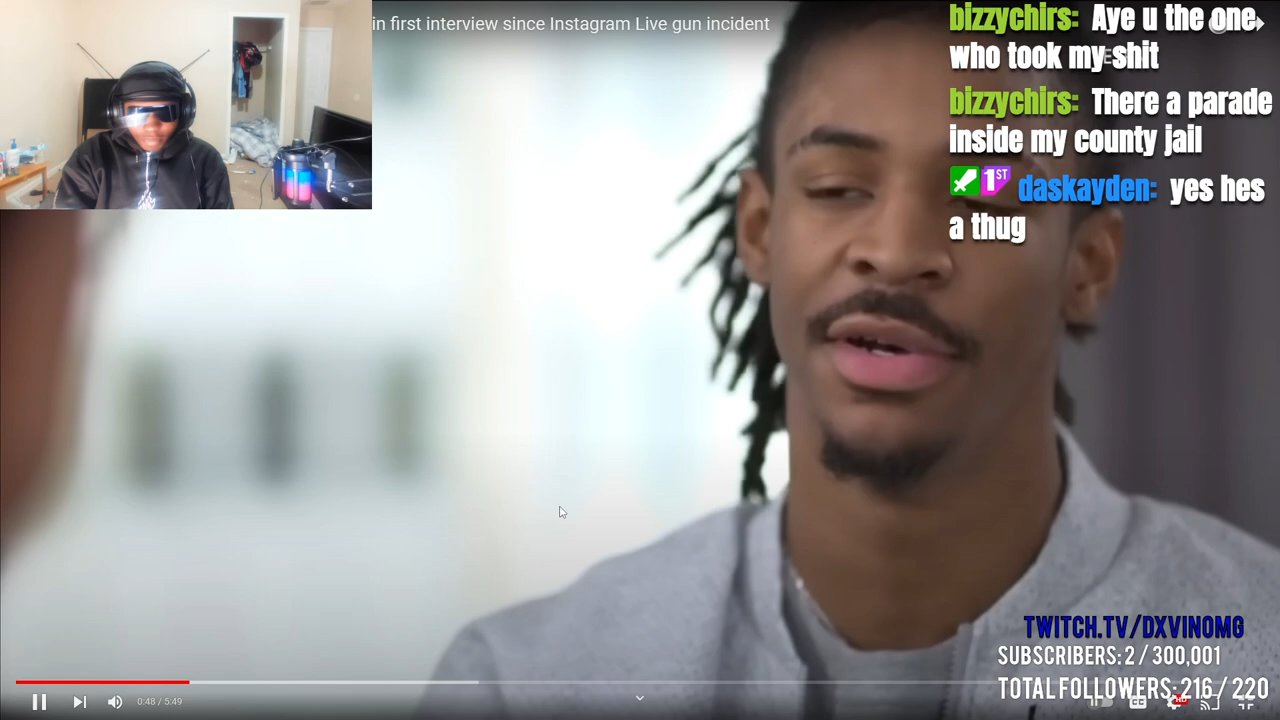 in first interview since Instagram Live gun incident
bizzychirs: Aye u the one
who took my shit
bizzychirs: There a parade
inside my county jail
1ST daskayden: yes hes
a thug
TWITCH.TV/DXVINOMG
SUBSCRIBERS: 2 / 300,001
TOTAL FOLLOWERS: 216 / 220
0:48 / 5:49